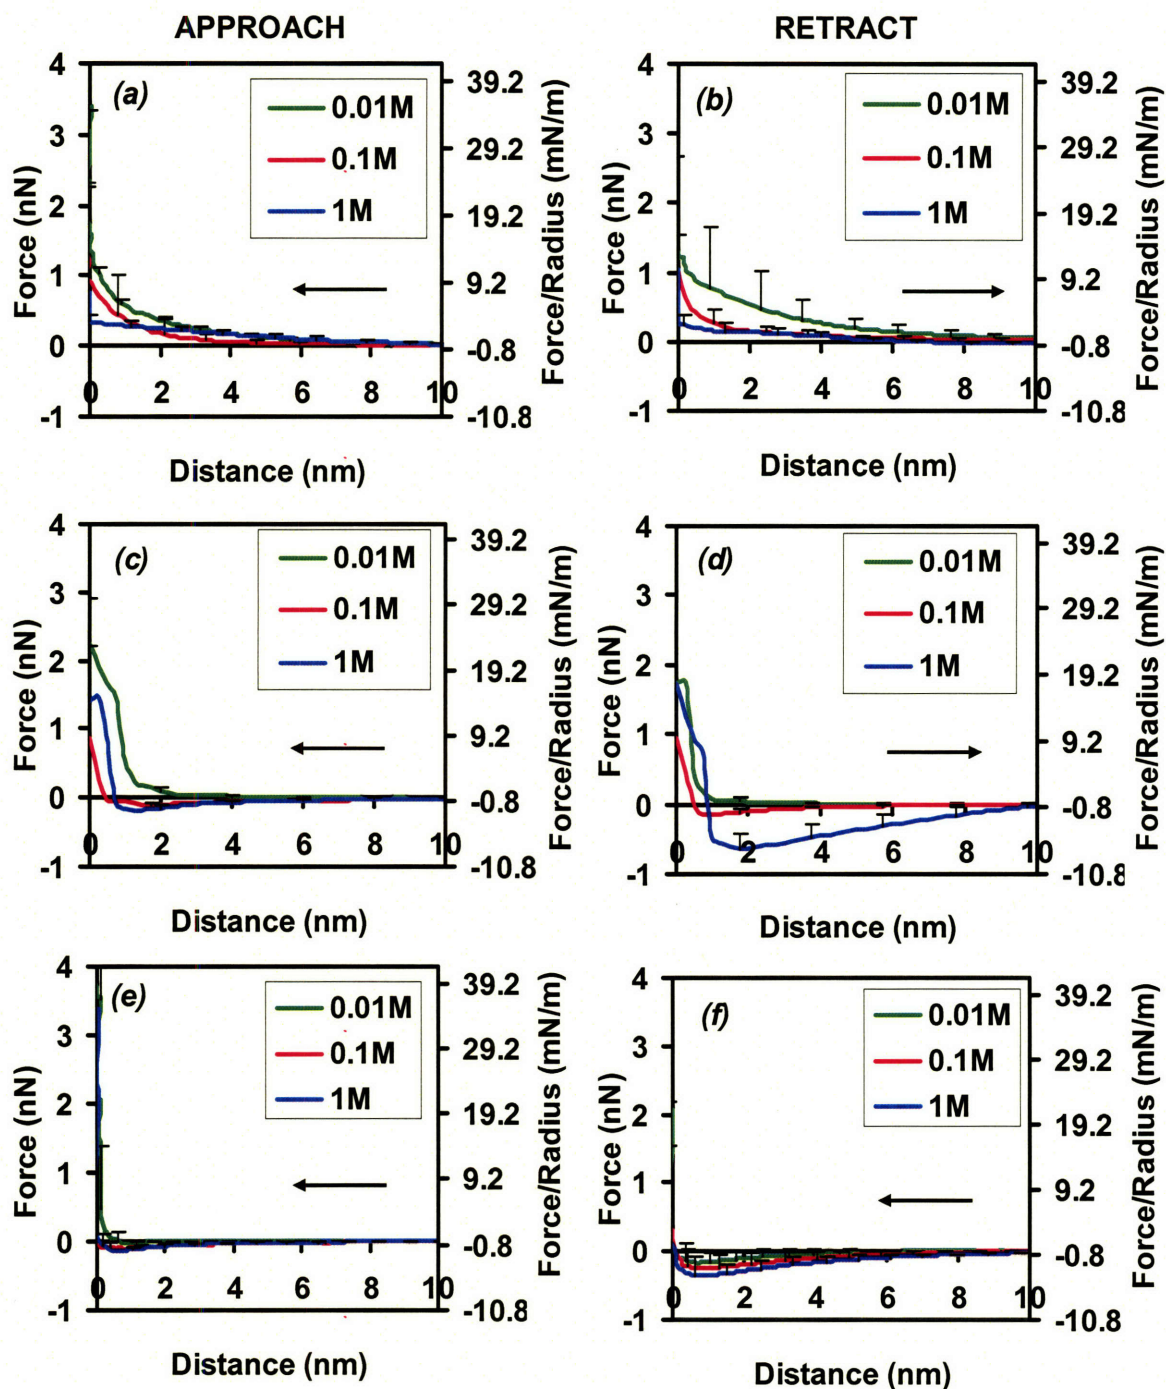 APPROACH
RETRACT
(a)
0.01M
0.1M
1M
4
3
2
1
0
-1
39.2
29.2
19.2
9.2
-0.8
-10.8
0 2 4 6 8 10
Force (nN)
Force/Radius (mN/m)
Distance (nm)
(b)
0.01M
0.1M
1M
4
3
2
1
0
-1
39.2
29.2
19.2
9.2
-0.8
-10.8
0 2 4 6 8 10
Force (nN)
Force/Radius (mN/m)
Distance (nm)
(c)
0.01M
0.1M
1M
4
3
2
1
0
-1
39.2
29.2
19.2
9.2
-0.8
-10.8
0 2 4 6 8 10
Force (nN)
Force/Radius (mN/m)
Distance (nm)
(d)
0.01M
0.1M
1M
4
3
2
1
0
-1
39.2
29.2
19.2
9.2
-0.8
-10.8
0 2 4 6 8 10
Force (nN)
Force/Radius (mN/m)
Distance (nm)
(e)
0.01M
0.1M
1M
4
3
2
1
0
-1
39.2
29.2
19.2
9.2
-0.8
-10.8
0 2 4 6 8 10
Force (nN)
Force/Radius (mN/m)
Distance (nm)
(f)
0.01M
0.1M
1M
4
3
2
1
0
-1
39.2
29.2
19.2
9.2
-0.8
-10.8
0 2 4 6 8 10
Force (nN)
Force/Radius (mN/m)
Distance (nm)